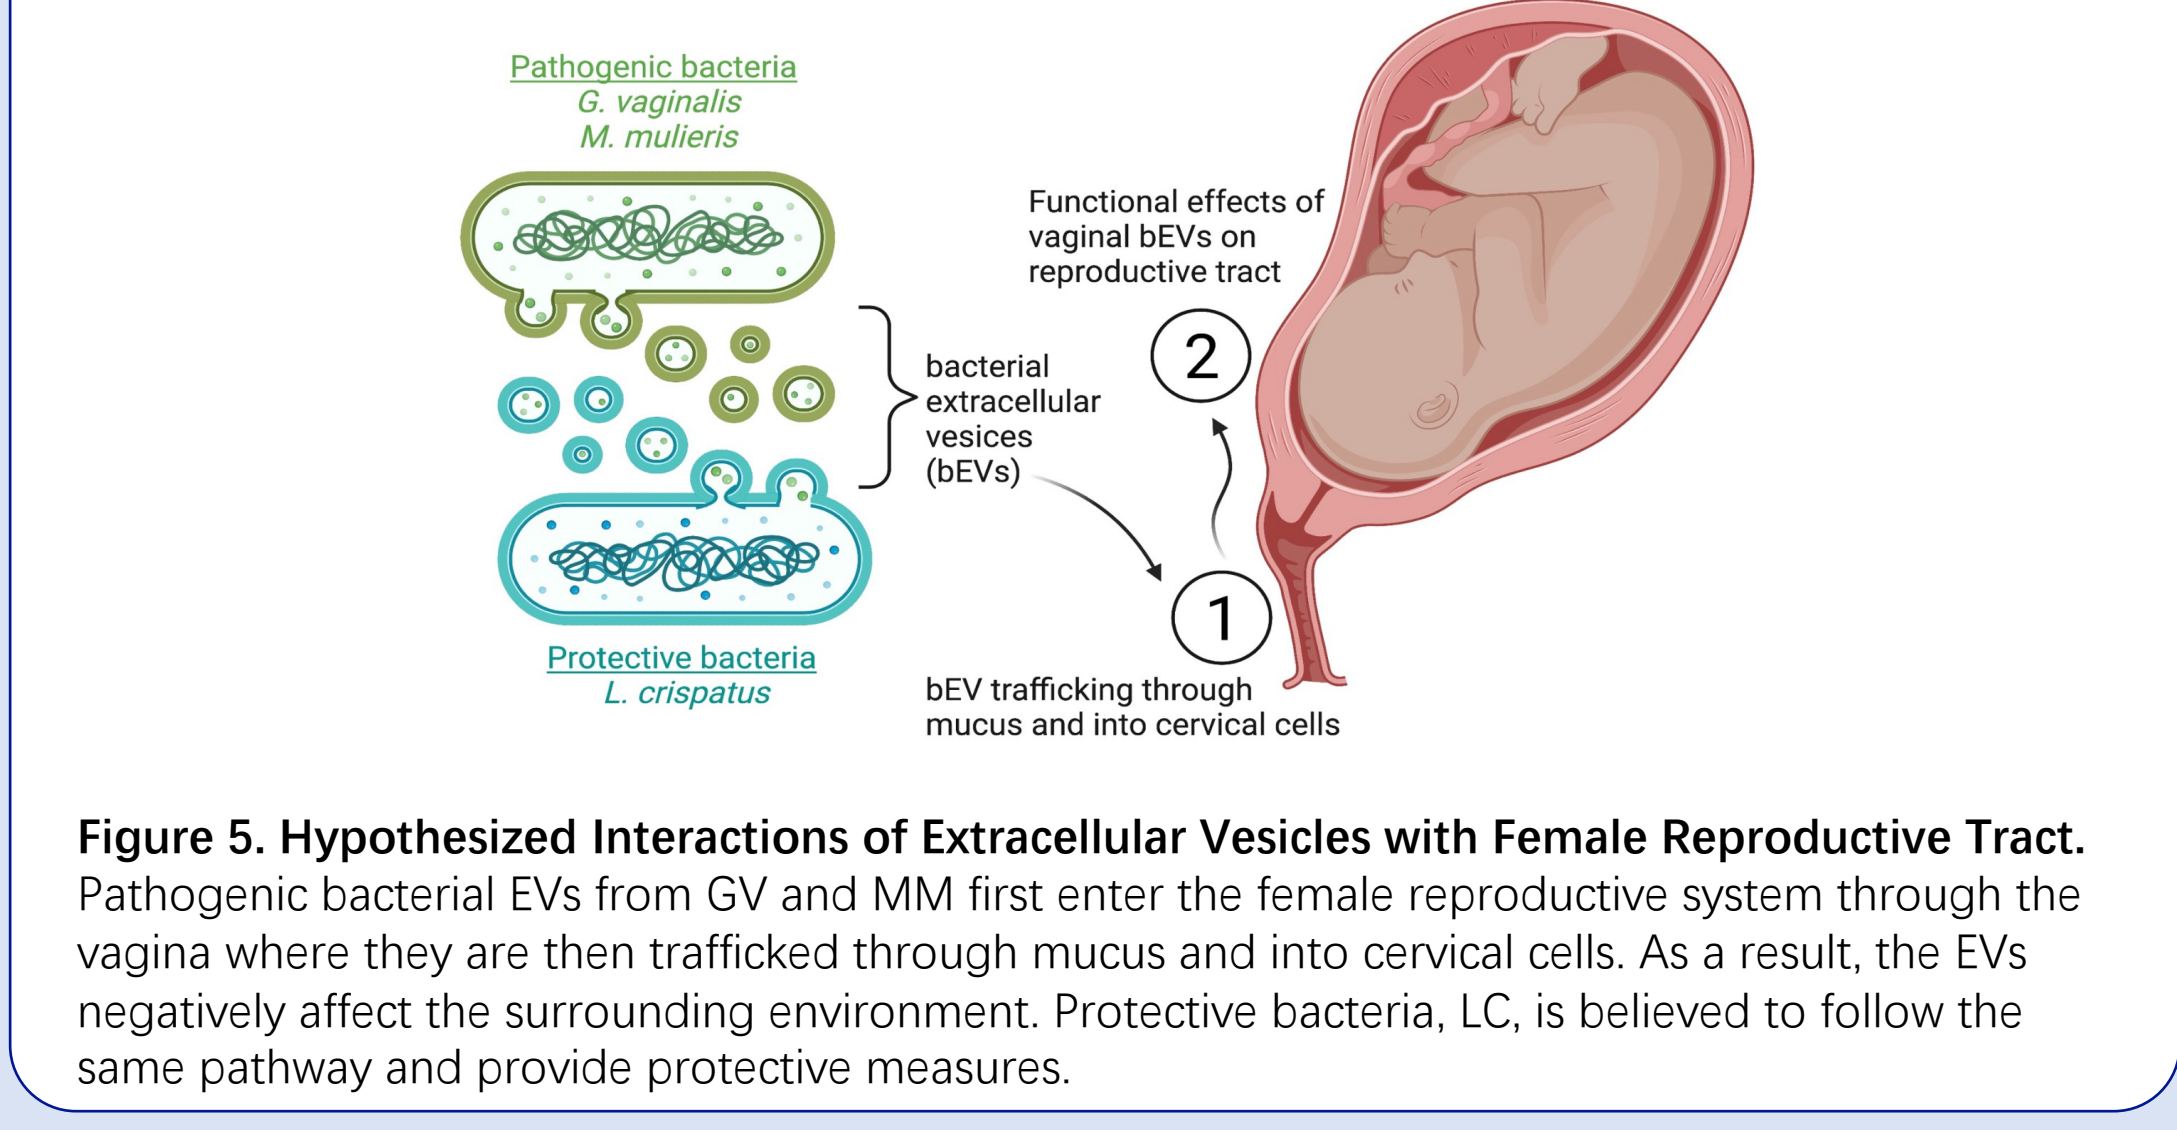 Pathogenic bacteria
G. vaginalis
M. mulieris
Functional effects of
vaginal bEVs on
reproductive tract
2
bacterial
extracellular
vesices
(bEVs)
1
Protective bacteria
L. crispatus
bEV trafficking through
mucus and into cervical cells
Figure 5. Hypothesized Interactions of Extracellular Vesicles with Female Reproductive Tract.
Pathogenic bacterial EVs from GV and MM first enter the female reproductive system through the
vagina where they are then trafficked through mucus and into cervical cells. As a result, the EVs
negatively affect the surrounding environment. Protective bacteria, LC, is believed to follow the
same pathway and provide protective measures.